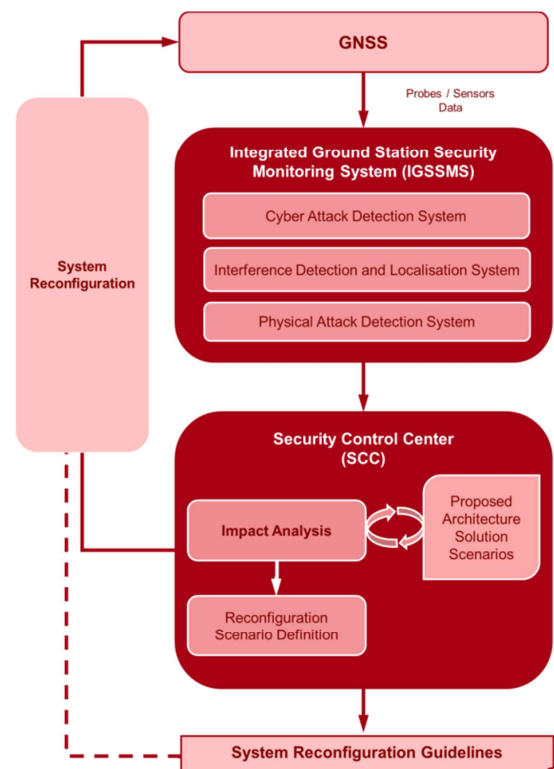 GNSS
Probes / Sensors
Data
Integrated Ground Station Security
Monitoring System (IGSSMS)
Cyber Attack Detection System
Interference Detection and Localisation System
Physical Attack Detection System
System
Reconfiguration
Security Control Center
(SCC)
Impact Analysis
Proposed
Architecture
Solution
Scenarios
Reconfiguration
Scenario Definition
System Reconfiguration Guidelines